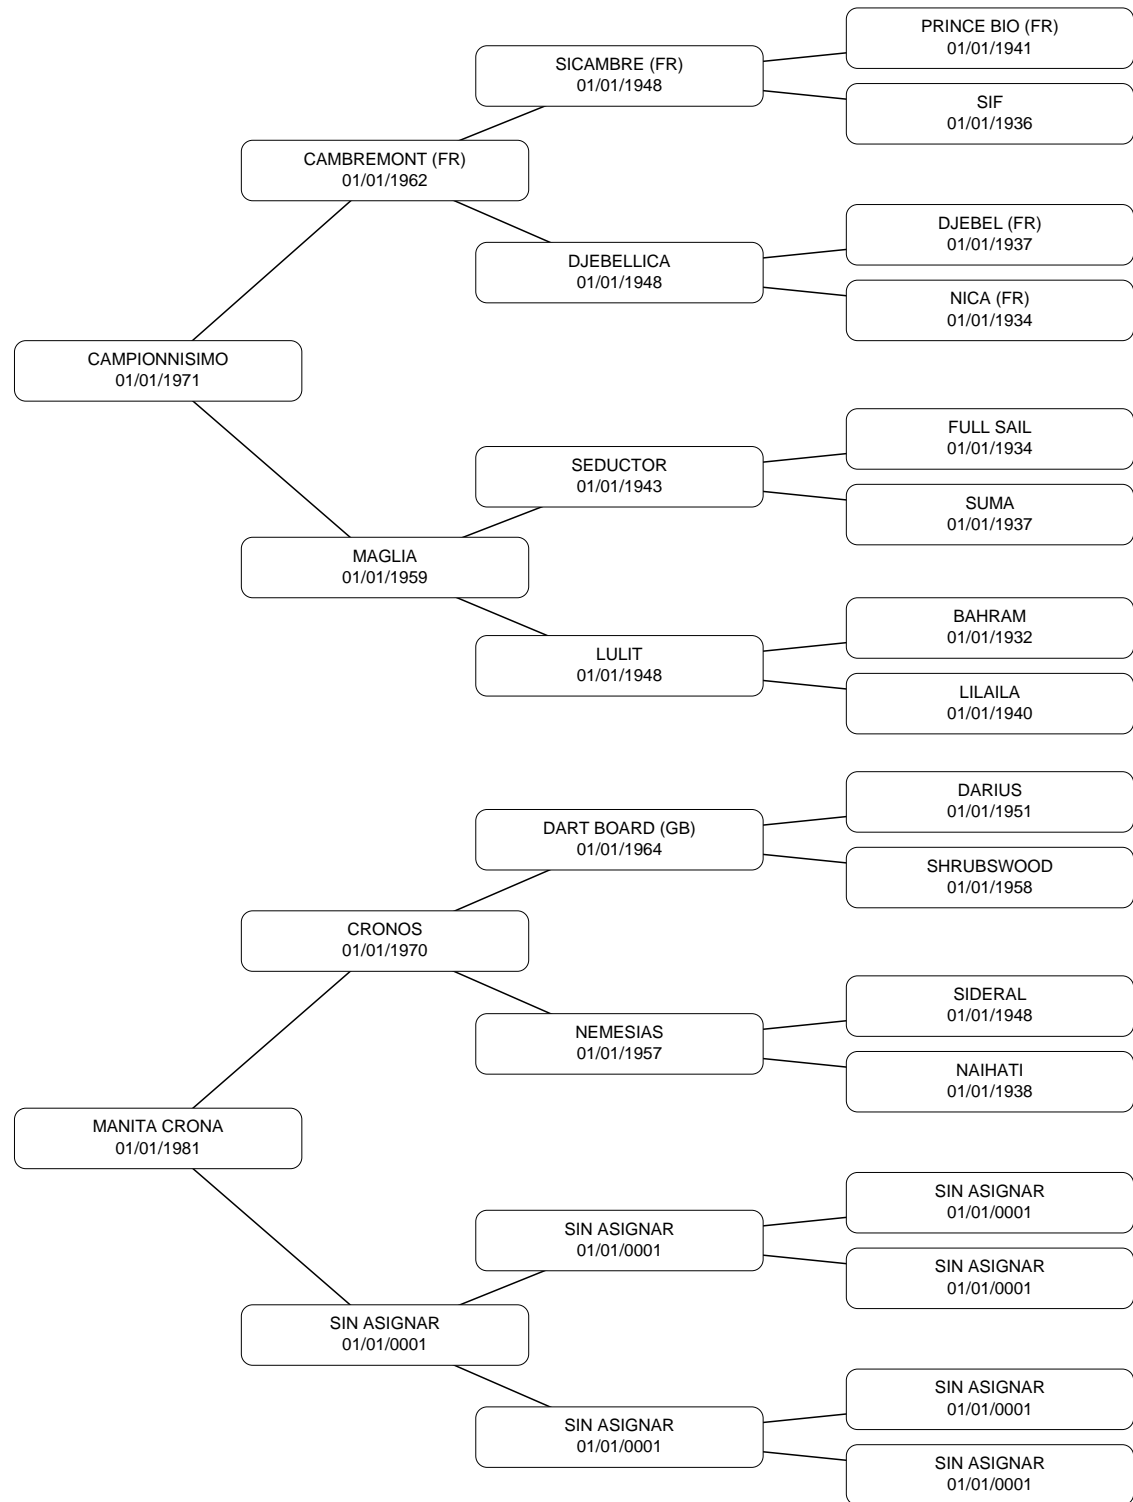 PRINCE BIO (FR)
01/01/1941
SICAMBRE (FR)
01/01/1948
SIF
01/01/1936
CAMBREMONT (FR)
01/01/1962
DJEBEL (FR)
01/01/1937
DJEBELLICA
01/01/1948
NICA (FR)
01/01/1934
CAMPIONNISIMO
01/01/1971
FULL SAIL
01/01/1934
SEDUCTOR
01/01/1943
SUMA
01/01/1937
MAGLIA
01/01/1959
BAHRAM
01/01/1932
LULIT
01/01/1948
LILAILA
01/01/1940
DARIUS
01/01/1951
DART BOARD (GB)
01/01/1964
SHRUBSWOOD
01/01/1958
CRONOS
01/01/1970
SIDERAL
01/01/1948
NEMESIAS
01/01/1957
NAIHATI
01/01/1938
MANITA CRONA
01/01/1981
SIN ASIGNAR
01/01/0001
SIN ASIGNAR
01/01/0001
SIN ASIGNAR
01/01/0001
SIN ASIGNAR
01/01/0001
SIN ASIGNAR
01/01/0001
SIN ASIGNAR
01/01/0001
SIN ASIGNAR
01/01/0001